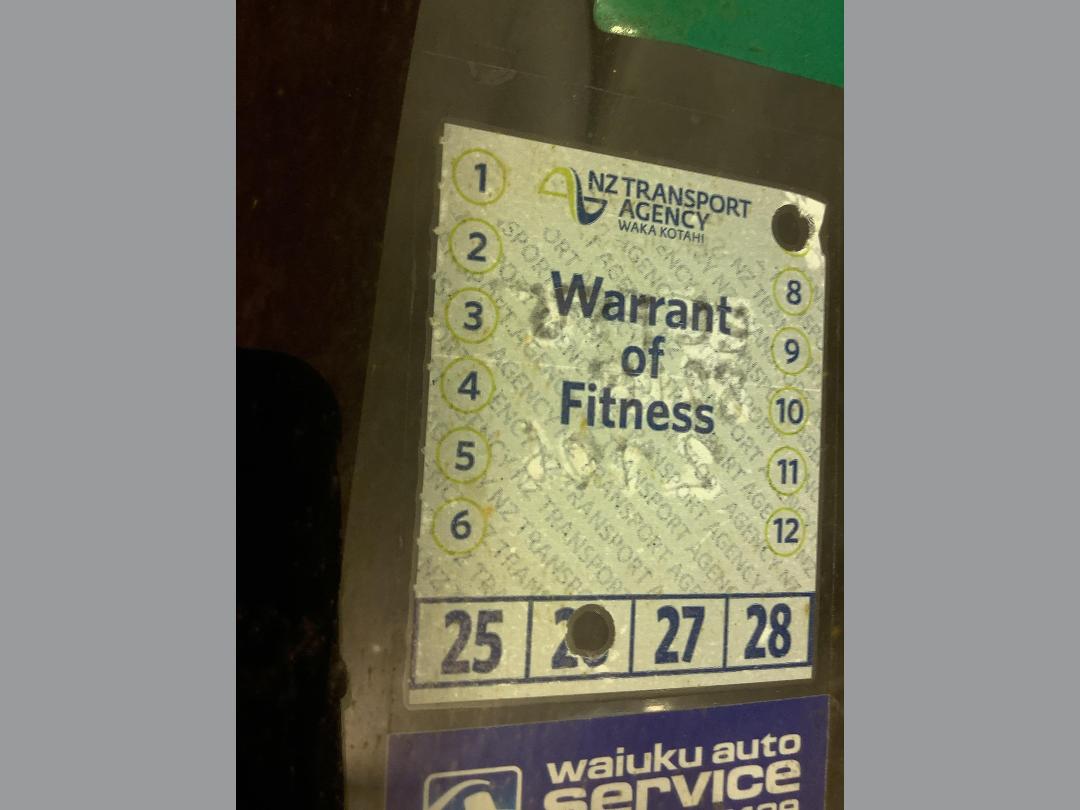 1
2
3
4
5
6
NZ TRANSPORT
AGENCY
WAKA KOTAHI
Warrant
of
Fitness
8
9
10
11
12
25
27
28
waiuku auto
service